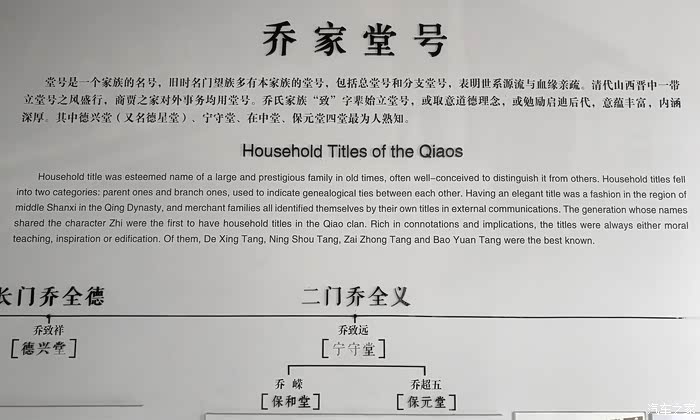 乔家堂号
堂号是一个家族的名号，旧时名门望族多有本家族的堂号，包括总堂号和分支堂号，表明世系源流与血缘亲疏。清代山西晋中一带
立堂号之风盛行，商贾之家对外事务均用堂号。乔氏家族“致”字辈始立堂号，或取意道德理念，或勉励启迪后代，意蕴丰富，内涵
深厚。其中德兴堂（又名德星堂）、宁守堂、在中堂、保元堂四堂最为人熟知。
Household Titles of the Qiaos
Household title was esteemed name of a large and prestigious family in old times, often well-conceived to distinguish it from others. Household titles fell
into two categories: parent ones and branch ones, used to indicate genealogical ties between each other. Having an elegant title was a fashion in the region of
middle Shanxi in the Qing Dynasty, and merchant families all identified themselves by their own titles in external communications. The generation whose names
shared the character Zhi were the first to have household titles in the Qiao clan. Rich in connotations and implications, the titles were always either moral
teaching, inspiration or edification. Of them, De Xing Tang, Ning Shou Tang, Zai Zhong Tang and Bao Yuan Tang were the best known.
长门乔全德 二门乔全义
乔致祥 乔致远
[德兴堂] [宁守堂]
乔嵘 乔超五
[保和堂] [保元堂]
汽车之家